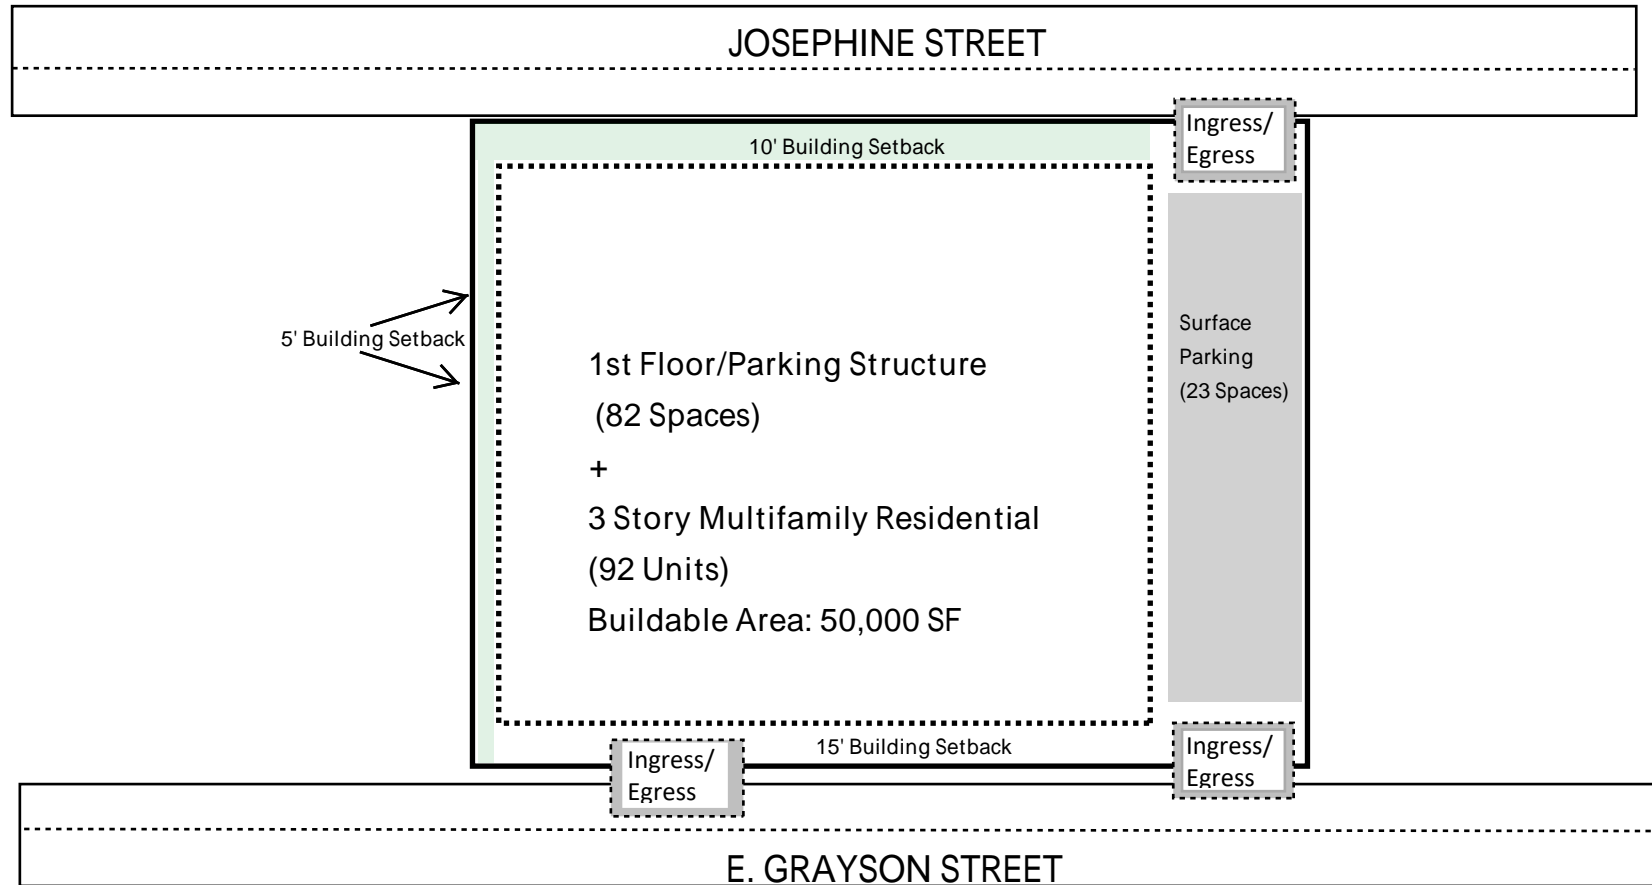 JOSEPHINE STREET
Ingress/
Egress
10' Building Setback
5' Building Setback
Surface
Parking
(23 Spaces)
1st Floor/Parking Structure
(82 Spaces)
+
3 Story Multifamily Residential
(92 Units)
Buildable Area: 50,000 SF
15' Building Setback
Ingress/
Egress
Ingress/
Egress
E. GRAYSON STREET